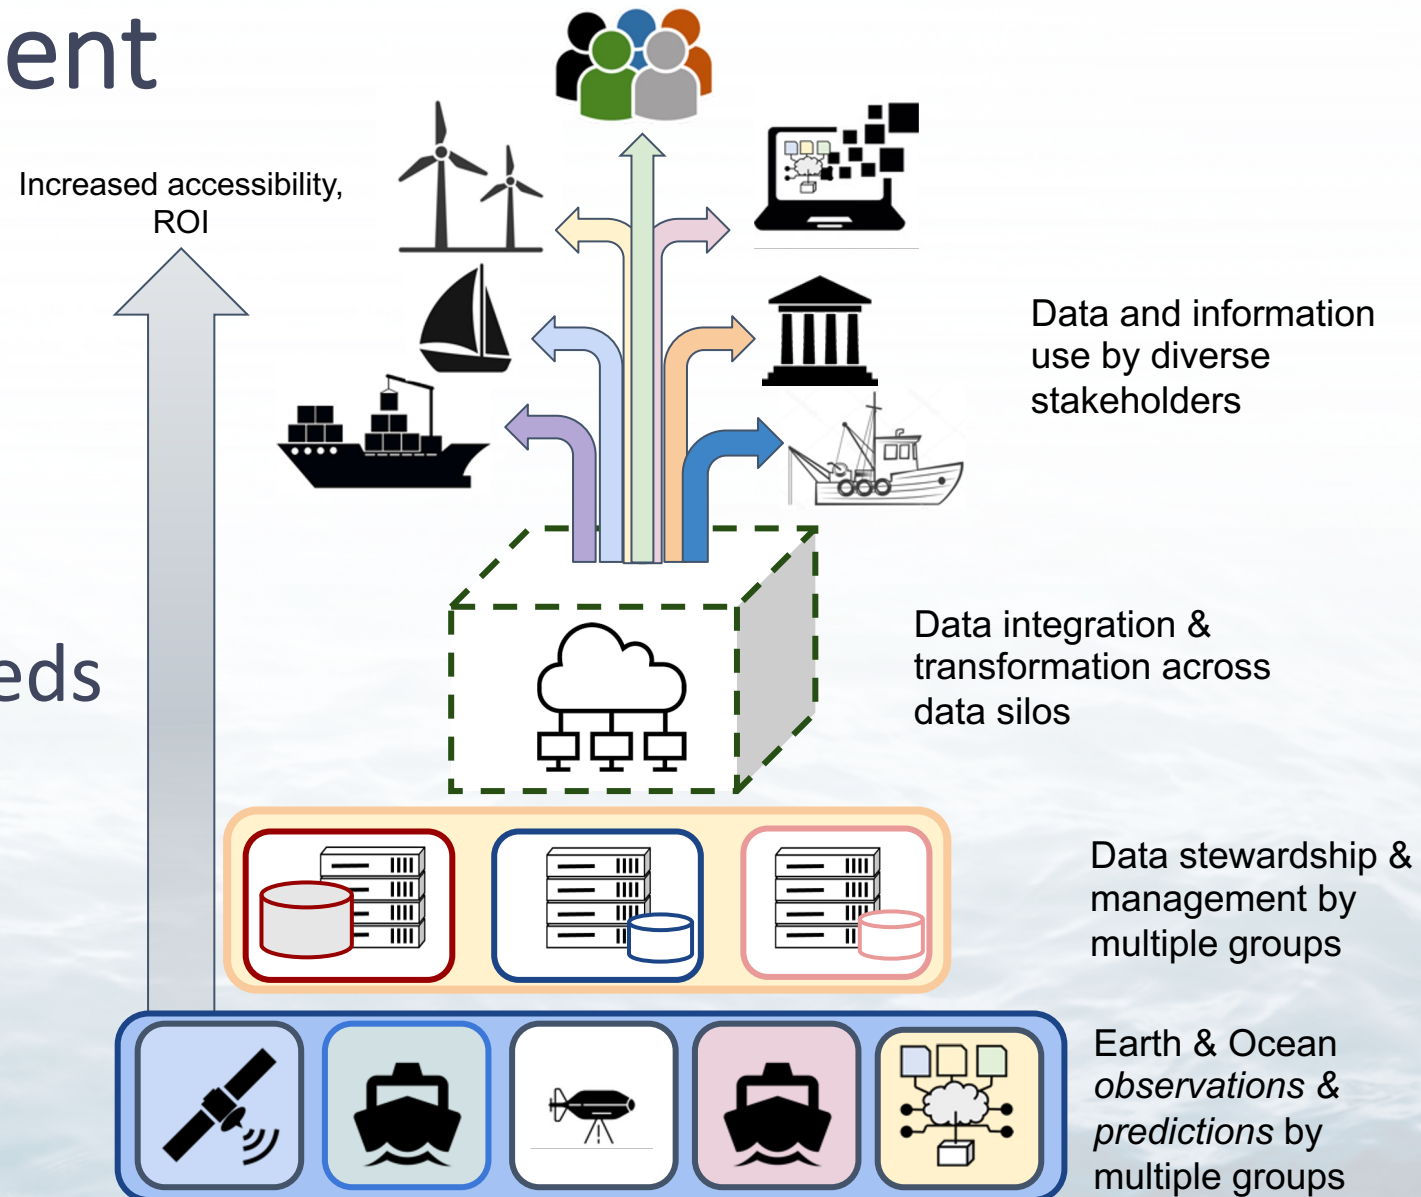 ent
Increased accessibility,
ROI
Data and information
use by diverse
stakeholders
Data integration &
transformation across
data silos
eds
Data stewardship &
management by
multiple groups
Earth & Ocean
observations &
predictions by
multiple groups